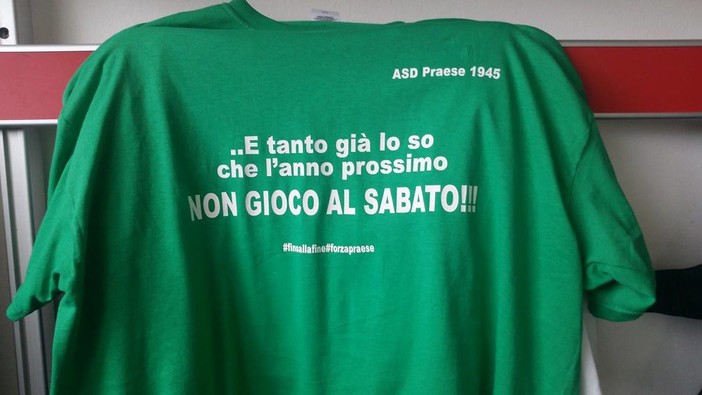 ASD Praese 1945
..E tanto già lo so
che l'anno prossimo
NON GIOCO AL SABATO!!!
#finoallafine#forzapraese